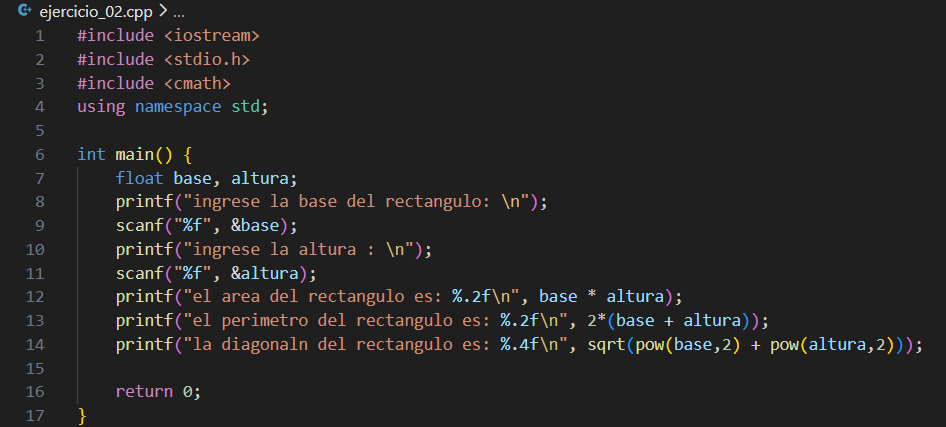 ejercicio_02.cpp > ...
1 #include <iostream>
2 #include <stdio.h>
3 #include <cmath>
4 using namespace std;
5
6 int main() {
7     float base, altura;
8     printf("ingrese la base del rectangulo: \n");
9     scanf("%f", &base);
10     printf("ingrese la altura : \n");
11     scanf("%f", &altura);
12     printf("el area del rectangulo es: %.2f\n", base * altura);
13     printf("el perimetro del rectangulo es: %.2f\n", 2*(base + altura));
14     printf("la diagonaln del rectangulo es: %.4f\n", sqrt(pow(base,2) + pow(altura,2)));
15
16     return 0;
17 }